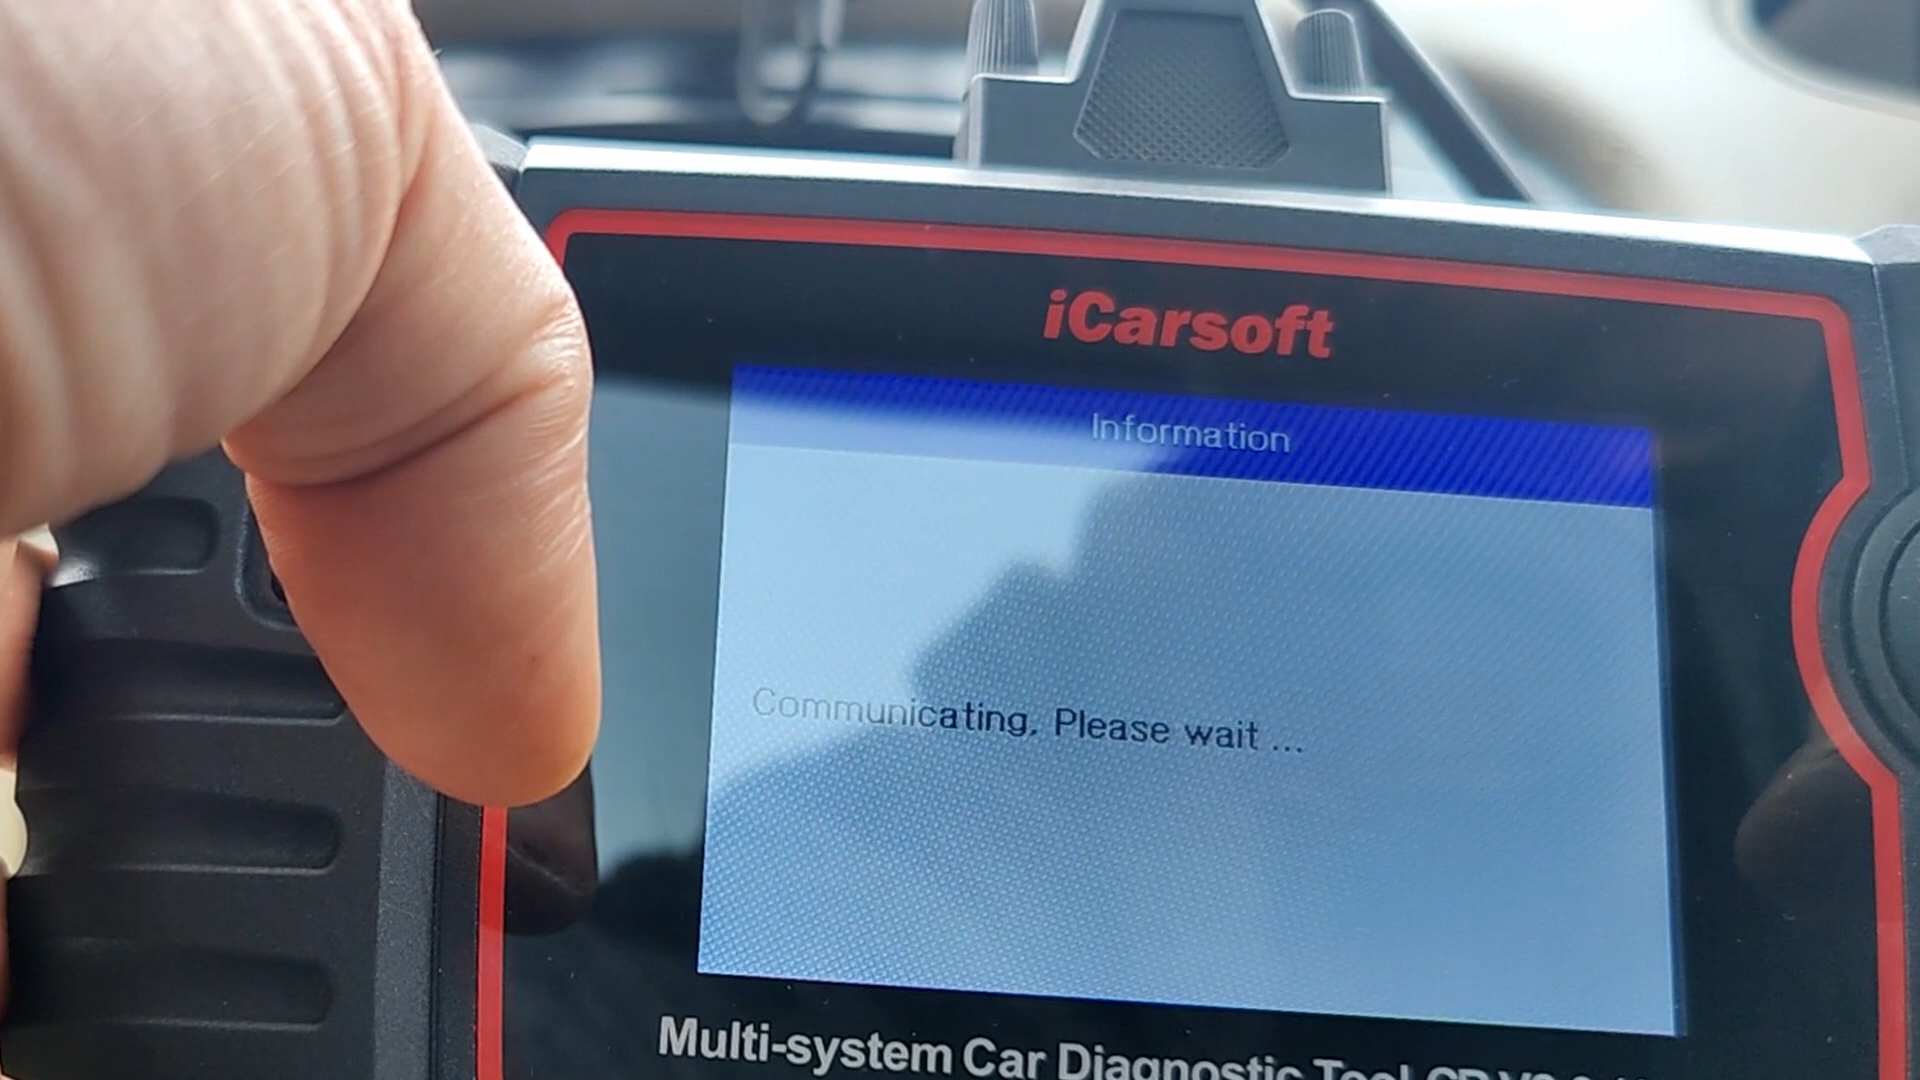 iCarsoft
Information
Communicating, Please wait ...
Multi-system Car Diagnostic Tool